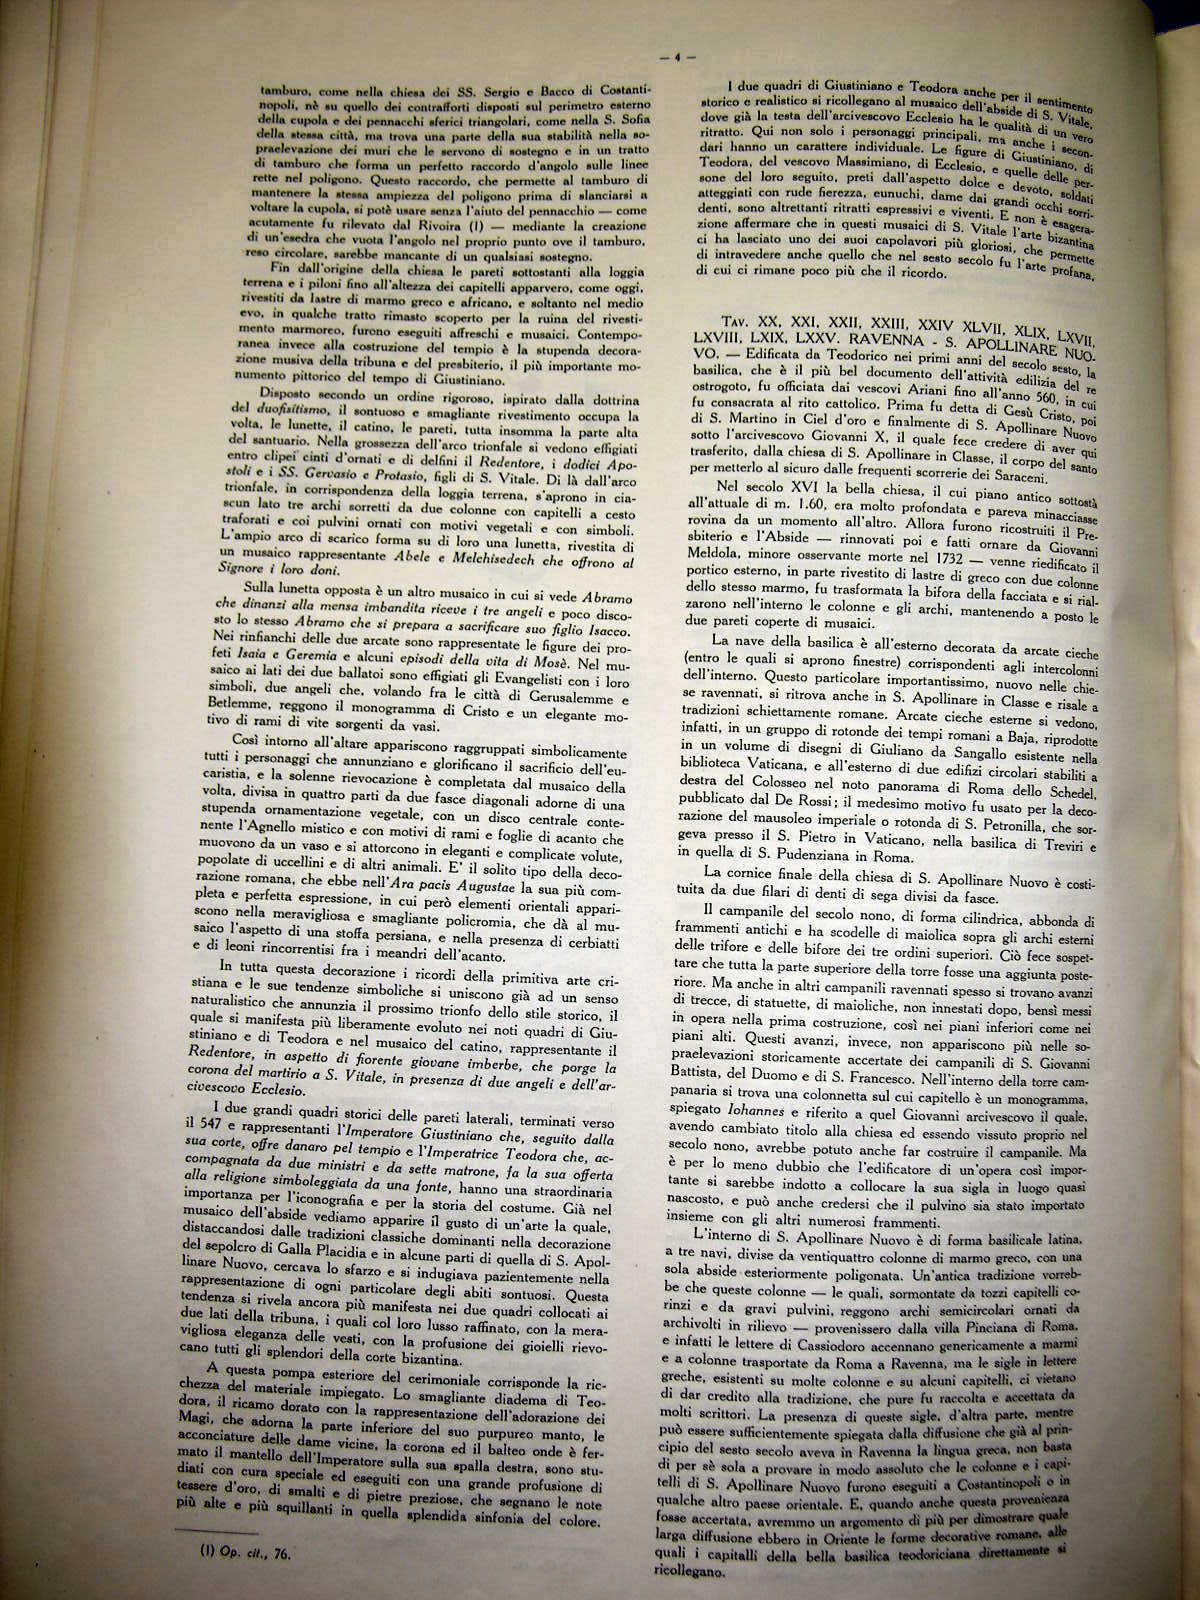 — 4 —
tamburo, come nella chiesa dei SS. Sergio e Bacco di Costanti-
nopoli, nè su quello dei contrafforti disposti sul perimetro esterno
della cupola e dei pennacchi sferici triangolari, come nella S. Sofia
della stessa città, ma trova una parte della sua stabilità nella so-
praelevazione dei muri che le servono di sostegno e in un tratto
di tamburo che forma un perfetto raccordo d'angolo sulle linee
rette nel poligono. Questo raccordo, che permette al tamburo di
mantenere la stessa ampiezza del poligono prima di slanciarsi a
voltare la cupola, si potè usare senza l'aiuto del pennacchio — come
acutamente fu rilevato dal Rivoira (I) — mediante la creazione
di un'esedra che vuota l'angolo nel proprio punto ove il tamburo,
reso circolare, sarebbe mancante di un qualsiasi sostegno.
Fin dall'origine della chiesa le pareti sottostanti alla loggia
terrena e i piloni fino all'altezza dei capitelli apparvero, come oggi,
rivestiti da lastre di marmo greco e africano, e soltanto nel medio
evo, in qualche tratto rimasto scoperto per la ruina del rivesti-
mento marmoreo, furono eseguiti affreschi e musaici. Contempo-
ranea invece alla costruzione del tempio è la stupenda decora-
zione musiva della tribuna e del presbiterio, il più importante mo-
numento pittorico del tempo di Giustiniano.
Disposto secondo un ordine rigoroso, ispirato dalla dottrina
del duofisitismo, il sontuoso e smagliante rivestimento occupa la
volta, le lunette, il catino, le pareti, tutta insomma la parte alta
del santuario. Nella grossezza dell'arco trionfale si vedono effigiati
entro clipei cinti d'ornati e di delfini il Redentore, i dodici Apo-
stoli e i SS. Gervasio e Protasio, figli di S. Vitale. Di là dall'arco
trionfale, in corrispondenza della loggia terrena, s'aprono in cia-
scun lato tre archi sorretti da due colonne con capitelli a cesto
traforati e coi pulvini ornati con motivi vegetali e con simboli.
L'ampio arco di scarico forma su di loro una lunetta, rivestita di
un musaico rappresentante Abele e Melchisedech che offrono al
Signore i loro doni.
Sulla lunetta opposta è un altro musaico in cui si vede Abramo
che dinanzi alla mensa imbandita riceve i tre angeli e poco disco-
sto lo stesso Abramo che si prepara a sacrificare suo figlio Isacco.
Nei rinfianchi delle due arcate sono rappresentate le figure dei pro-
feti Isaia e Geremia e alcuni episodi della vita di Mosè. Nel mu-
saico ai lati dei due ballatoi sono effigiati gli Evangelisti con i loro
simboli, due angeli che, volando fra le città di Gerusalemme e
Betlemme, reggono il monogramma di Cristo e un elegante mo-
tivo di rami di vite sorgenti da vasi.
Così intorno all'altare appariscono raggruppati simbolicamente
tutti i personaggi che annunziano e glorificano il sacrificio dell'eu-
caristia, e la solenne rievocazione è completata dal musaico della
volta, divisa in quattro parti da due fasce diagonali adorne di una
stupenda ornamentazione vegetale, con un disco centrale conte-
nente l'Agnello mistico e con motivi di rami e foglie di acanto che
muovono da un vaso e si attorcono in eleganti e complicate volute,
popolate di uccellini e di altri animali. E' il solito tipo della deco-
razione romana, che ebbe nell'Ara pacis Augustae la sua più com-
pleta e perfetta espressione, in cui però elementi orientali appari-
scono nella meravigliosa e smagliante policromia, che dà al mu-
saico l'aspetto di una stoffa persiana, e nella presenza di cerbiatti
e di leoni rincorrentisi fra i meandri dell'acanto.
In tutta questa decorazione i ricordi della primitiva arte cri-
stiana e le sue tendenze simboliche si uniscono già ad un senso
naturalistico che annunzia il prossimo trionfo dello stile storico, il
quale si manifesta più liberamente evoluto nei noti quadri di Giu-
stiniano e di Teodora e nel musaico del catino, rappresentante il
Redentore, in aspetto di fiorente giovane imberbe, che porge la
corona del martirio a S. Vitale, in presenza di due angeli e dell'ar-
civescovo Ecclesio.
I due grandi quadri storici delle pareti laterali, terminati verso
il 547 e rappresentanti l'Imperatore Giustiniano che, seguito dalla
sua corte, offre danaro pel tempio e l'Imperatrice Teodora che, ac-
compagnata da due ministri e da sette matrone, fa la sua offerta
alla religione simboleggiata da una fonte, hanno una straordinaria
importanza per l'iconografia e per la storia del costume. Già nel
musaico dell'abside vediamo apparire il gusto di un'arte la quale,
distaccandosi dalle tradizioni classiche dominanti nella decorazione
del sepolcro di Galla Placidia e in alcune parti di quella di S. Apol-
linare Nuovo, cercava lo sfarzo e si indugiava pazientemente nella
rappresentazione di ogni particolare degli abiti sontuosi. Questa
tendenza si rivela ancora più manifesta nei due quadri collocati ai
due lati della tribuna, i quali col loro lusso raffinato, con la mera-
vigliosa eleganza delle vesti, con la profusione dei gioielli rievo-
cano tutti gli splendori della corte bizantina.
A questa pompa esteriore del cerimoniale corrisponde la ric-
chezza del materiale impiegato. Lo smagliante diadema di Teo-
dora, il ricamo dorato con la rappresentazione dell'adorazione dei
Magi, che adorna la parte inferiore del suo purpureo manto, le
acconciature delle dame vicine, la corona ed il balteo onde è fer-
mato il mantello dell'Imperatore sulla sua spalla destra, sono stu-
diati con cura speciale ed eseguiti con una grande profusione di
tessere d'oro, di smalti e di pietre preziose, che segnano le note
più alte e più squillanti in quella splendida sinfonia del colore.
(I) Op. cit., 76.
I due quadri di Giustiniano e Teodora anche per il sentimento
storico e realistico si ricollegano al musaico dell'abside di S. Vitale,
dove già la testa dell'arcivescovo Ecclesio ha le qualità di un vero
ritratto. Qui non solo i personaggi principali, ma anche i secon-
dari hanno un carattere individuale. Le figure di Giustiniano, di
Teodora, del vescovo Massimiano, di Ecclesio, e quelle delle per-
sone del loro seguito, preti dall'aspetto dolce e devoto, soldati
atteggiati con rude fierezza, eunuchi, dame dai grandi occhi sorri-
denti, sono altrettanti ritratti espressivi e viventi. E non è esagera-
zione affermare che in questi musaici di S. Vitale l'arte bizantina
ci ha lasciato uno dei suoi capolavori più gloriosi, che permette
di intravedere anche quello che nel sesto secolo fu l'arte profana,
di cui ci rimane poco più che il ricordo.
TAV. XX, XXI, XXII, XXIII, XXIV XLVII, XLIX, LXVII,
LXVIII, LXIX, LXXV. RAVENNA - S. APOLLINARE NUO-
VO. — Edificata da Teodorico nei primi anni del secolo sesto, la
basilica, che è il più bel documento dell'attività edilizia del re
ostrogoto, fu officiata dai vescovi Ariani fino all'anno 560, in cui
fu consacrata al rito cattolico. Prima fu detta di Gesù Cristo, poi
di S. Martino in Ciel d'oro e finalmente di S. Apollinare Nuovo
sotto l'arcivescovo Giovanni X, il quale fece credere di aver qui
trasferito, dalla chiesa di S. Apollinare in Classe, il corpo del santo
per metterlo al sicuro dalle frequenti scorrerie dei Saraceni.
Nel secolo XVI la bella chiesa, il cui piano antico sottostà
all'attuale di m. 1.60, era molto profondata e pareva minacciasse
rovina da un momento all'altro. Allora furono ricostruiti il Pre-
sbiterio e l'Abside — rinnovati poi e fatti ornare da Giovanni
Meldola, minore osservante morte nel 1732 — venne riedificato il
portico esterno, in parte rivestito di lastre di greco con due colonne
dello stesso marmo, fu trasformata la bifora della facciata e si rial-
zarono nell'interno le colonne e gli archi, mantenendo a posto le
due pareti coperte di musaici.
La nave della basilica è all'esterno decorata da arcate cieche
(entro le quali si aprono finestre) corrispondenti agli intercolonni
dell'interno. Questo particolare importantissimo, nuovo nelle chie-
se ravennati, si ritrova anche in S. Apollinare in Classe e risale a
tradizioni schiettamente romane. Arcate cieche esterne si vedono,
infatti, in un gruppo di rotonde dei tempi romani a Baja, riprodotte
in un volume di disegni di Giuliano da Sangallo esistente nella
biblioteca Vaticana, e all'esterno di due edifizi circolari stabiliti a
destra del Colosseo nel noto panorama di Roma dello Schedel,
pubblicato dal De Rossi; il medesimo motivo fu usato per la deco-
razione del mausoleo imperiale o rotonda di S. Petronilla, che sor-
geva presso il S. Pietro in Vaticano, nella basilica di Treviri e
in quella di S. Pudenziana in Roma.
La cornice finale della chiesa di S. Apollinare Nuovo è costi-
tuita da due filari di denti di sega divisi da fasce.
Il campanile del secolo nono, di forma cilindrica, abbonda di
frammenti antichi e ha scodelle di maiolica sopra gli archi esterni
delle trifore e delle bifore dei tre ordini superiori. Ciò fece sospet-
tare che tutta la parte superiore della torre fosse una aggiunta poste-
riore. Ma anche in altri campanili ravennati spesso si trovano avanzi
di trecce, di statuette, di maioliche, non innestati dopo, bensì messi
in opera nella prima costruzione, così nei piani inferiori come nei
piani alti. Questi avanzi, invece, non appariscono più nelle so-
praelevazioni storicamente accertate dei campanili di S. Giovanni
Battista, del Duomo e di S. Francesco. Nell'interno della torre cam-
panaria si trova una colonnetta sul cui capitello è un monogramma,
spiegato Iohannes e riferito a quel Giovanni arcivescovo il quale,
avendo cambiato titolo alla chiesa ed essendo vissuto proprio nel
secolo nono, avrebbe potuto anche far costruire il campanile. Ma
è per lo meno dubbio che l'edificatore di un'opera così impor-
tante si sarebbe indotto a collocare la sua sigla in luogo quasi
nascosto, e può anche credersi che il pulvino sia stato importato
insieme con gli altri numerosi frammenti.
L'interno di S. Apollinare Nuovo è di forma basilicale latina,
a tre navi, divise da ventiquattro colonne di marmo greco, con una
sola abside esteriormente poligonata. Un'antica tradizione vorreb-
be che queste colonne — le quali, sormontate da tozzi capitelli co-
rinzi e da gravi pulvini, reggono archi semicircolari ornati da
archivolti in rilievo — provenissero dalla villa Pinciana di Roma,
e infatti le lettere di Cassiodoro accennano genericamente a marmi
e a colonne trasportate da Roma a Ravenna, ma le sigle in lettere
greche, esistenti su molte colonne e su alcuni capitelli, ci vietano
di dar credito alla tradizione, che pure fu raccolta e accettata da
molti scrittori. La presenza di queste sigle, d'altra parte, mentre
può essere sufficientemente spiegata dalla diffusione che già al prin-
cipio del sesto secolo aveva in Ravenna la lingua greca, non basta
di per sè sola a provare in modo assoluto che le colonne e i capi-
telli di S. Apollinare Nuovo furono eseguiti a Costantinopoli o in
qualche altro paese orientale. E, quando anche questa provenienza
fosse accertata, avremmo un argomento di più per dimostrare quale
larga diffusione ebbero in Oriente le forme decorative romane, alle
quali i capitalli della bella basilica teodoriciana direttamente si
ricollegano.